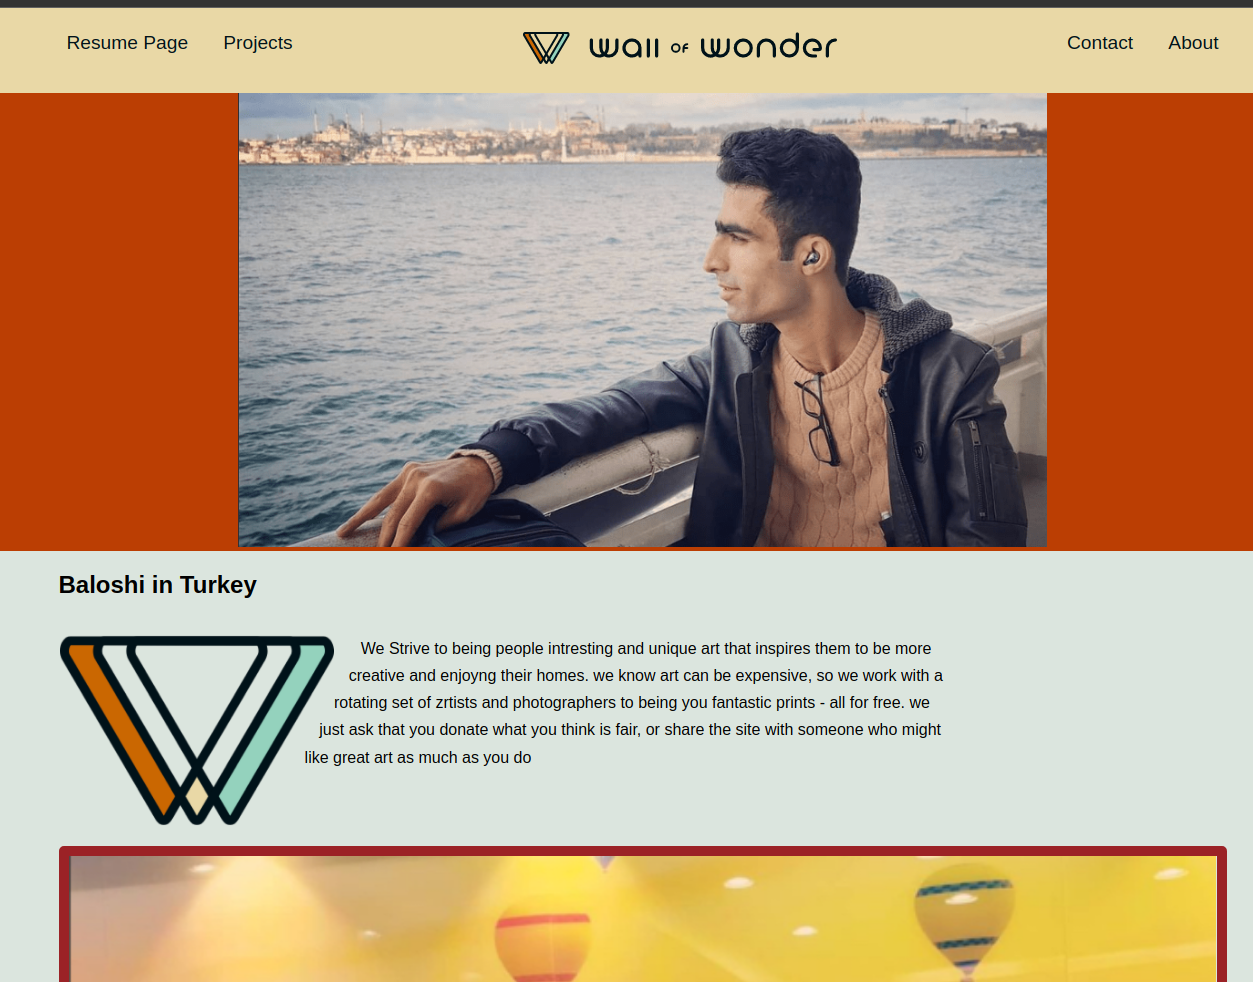 Resume Page Projects wall OF wonder Contact About
Baloshi in Turkey
We Strive to being people intresting and unique art that inspires them to be more
creative and enjoyng their homes. we know art can be expensive, so we work with a
rotating set of zrtists and photographers to being you fantastic prints - all for free. we
just ask that you donate what you think is fair, or share the site with someone who might
like great art as much as you do